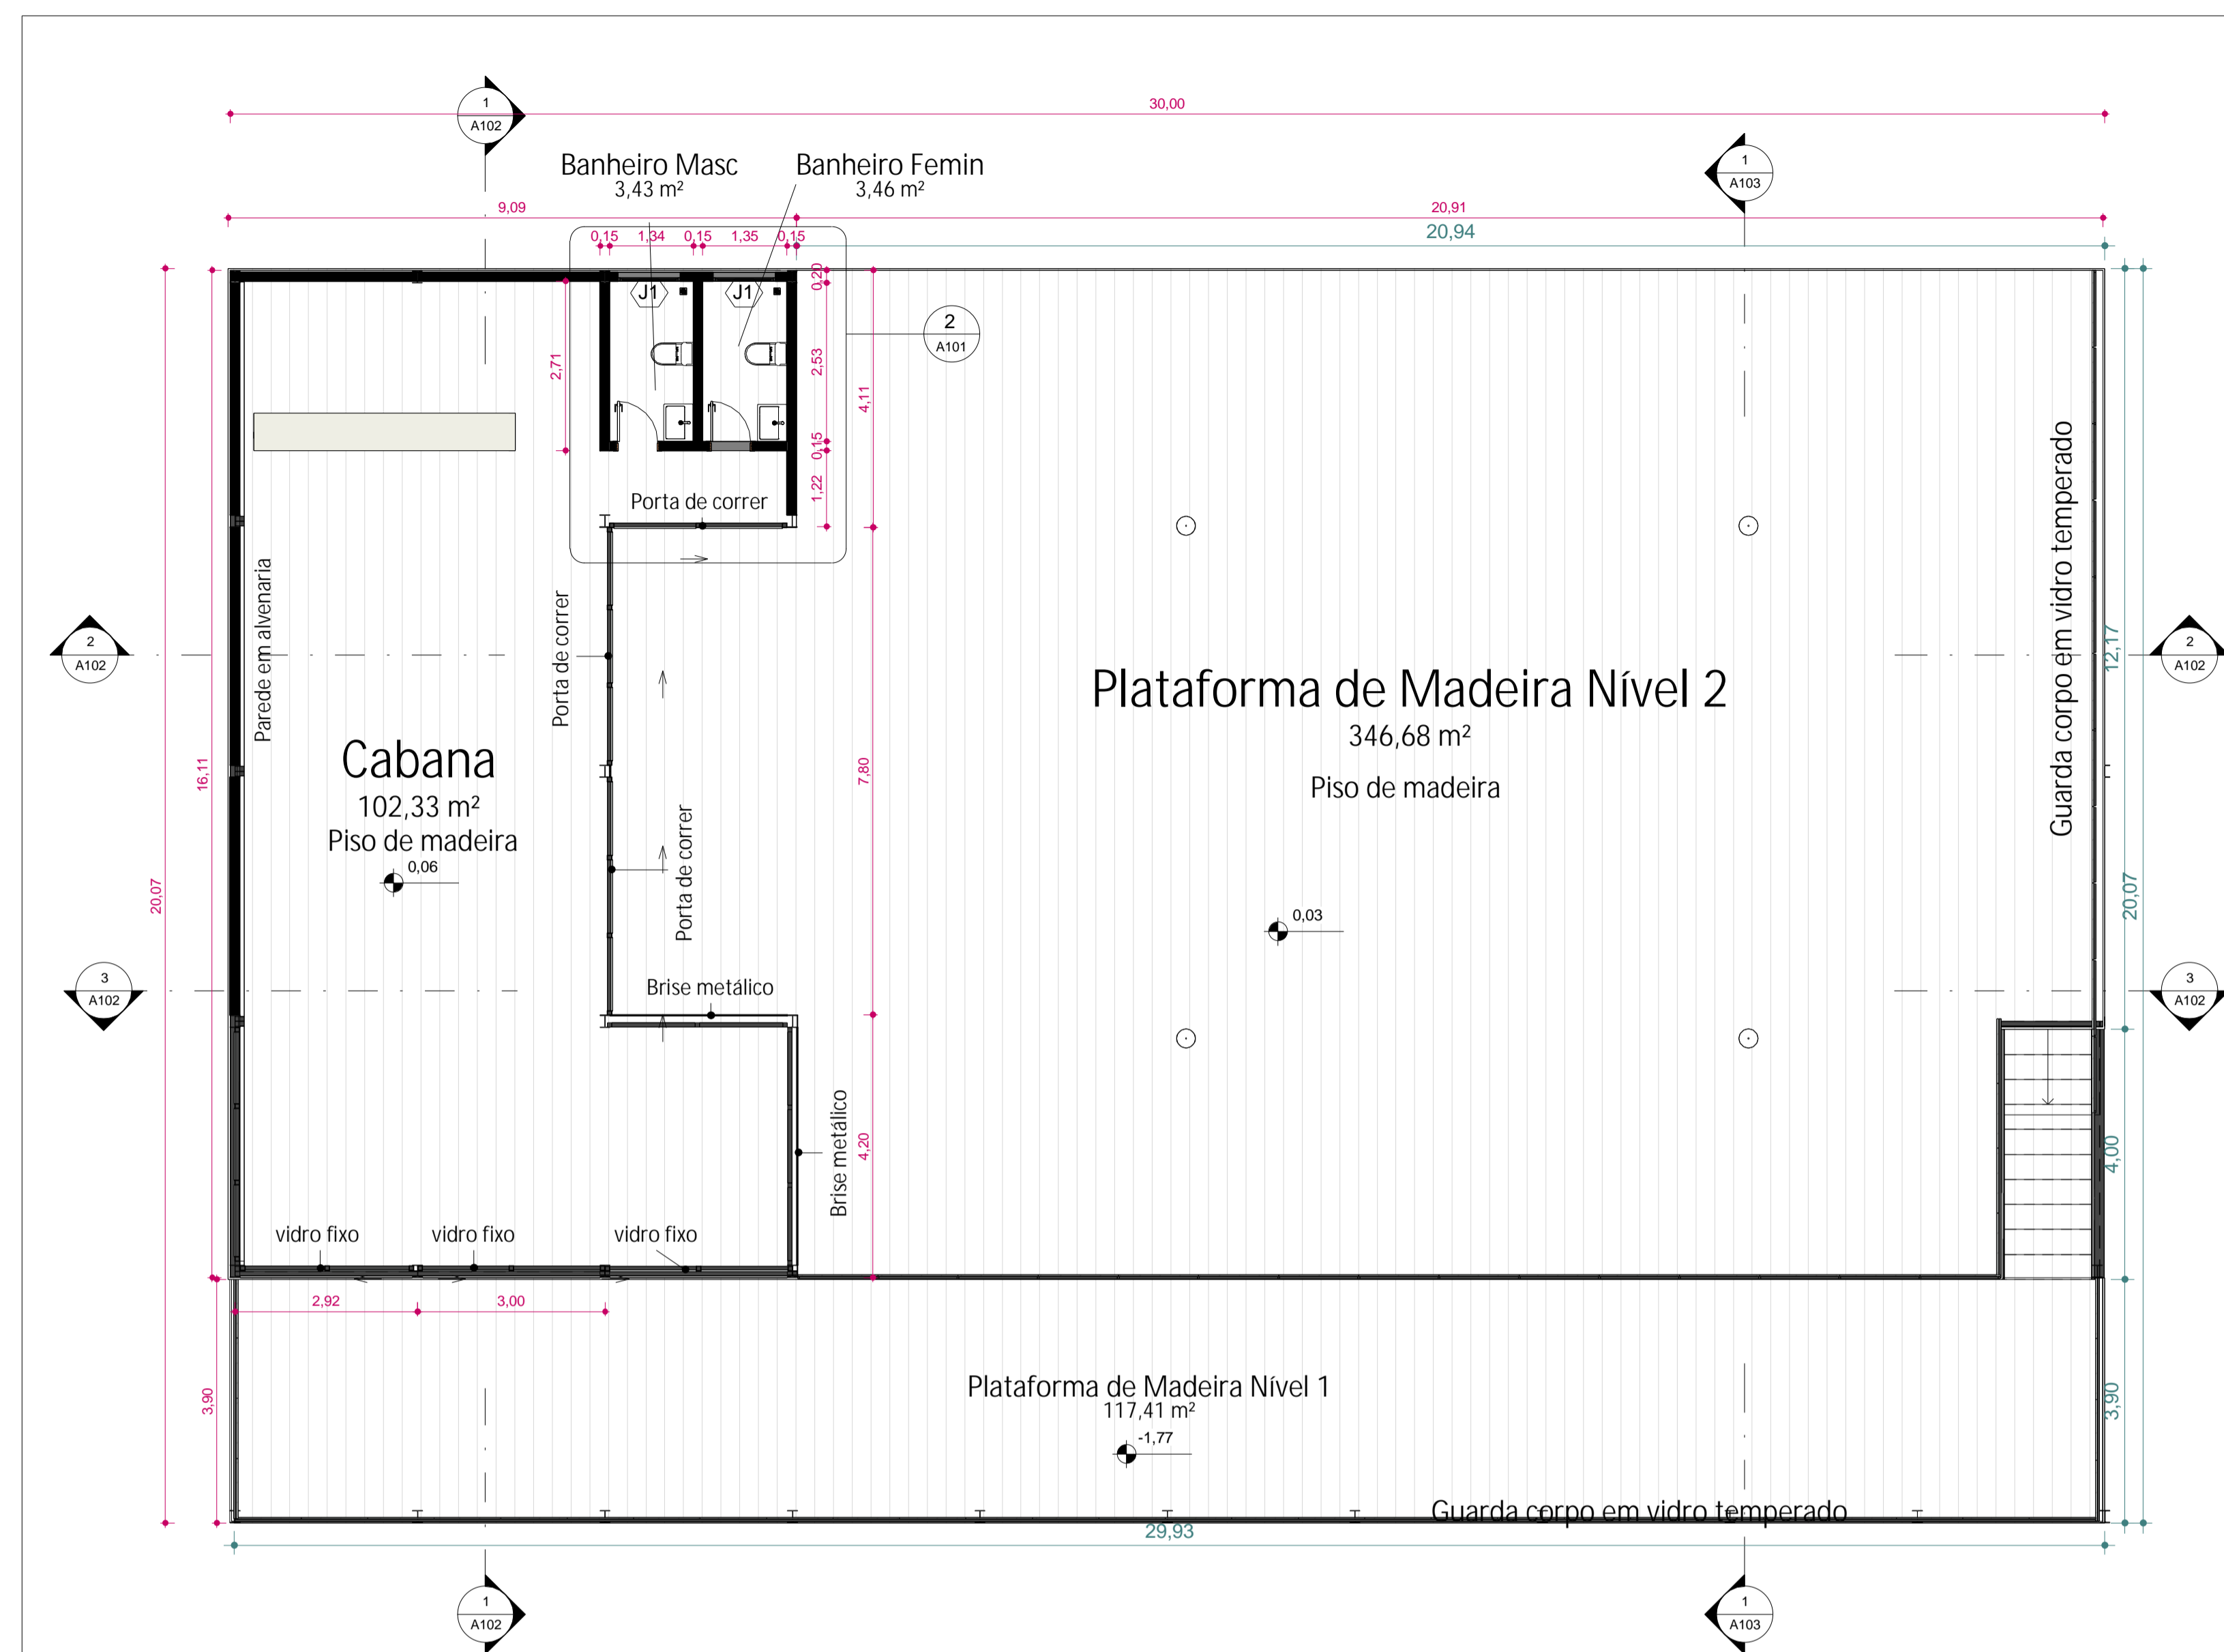 30,00
1
A102
1
A103
Banheiro Masc
3,43 m²
Banheiro Femin
3,46 m²
9,09
20,91
0,15
1,34
0,15
1,35
0,15
20,94
J1
J1
0,20
2
A101
2,71
2,53
4,11
0,15
1,22
Porta de correr
Parede em alvenaria
Porta de correr
Guarda corpo em vidro temperado
2
A102
2
A102
12,17
Plataforma de Madeira Nível 2
346,68 m²
Piso de madeira
Cabana
102,33 m²
Piso de madeira
0,06
16,11
7,80
20,07
20,07
Porta de correr
0,03
3
A102
3
A102
Brise metálico
Brise metálico
4,20
4,00
vidro fixo
vidro fixo
vidro fixo
2,92
3,00
3,90
3,90
Plataforma de Madeira Nível 1
117,41 m²
-1,77
Guarda corpo em vidro temperado
29,93
1
A102
1
A103